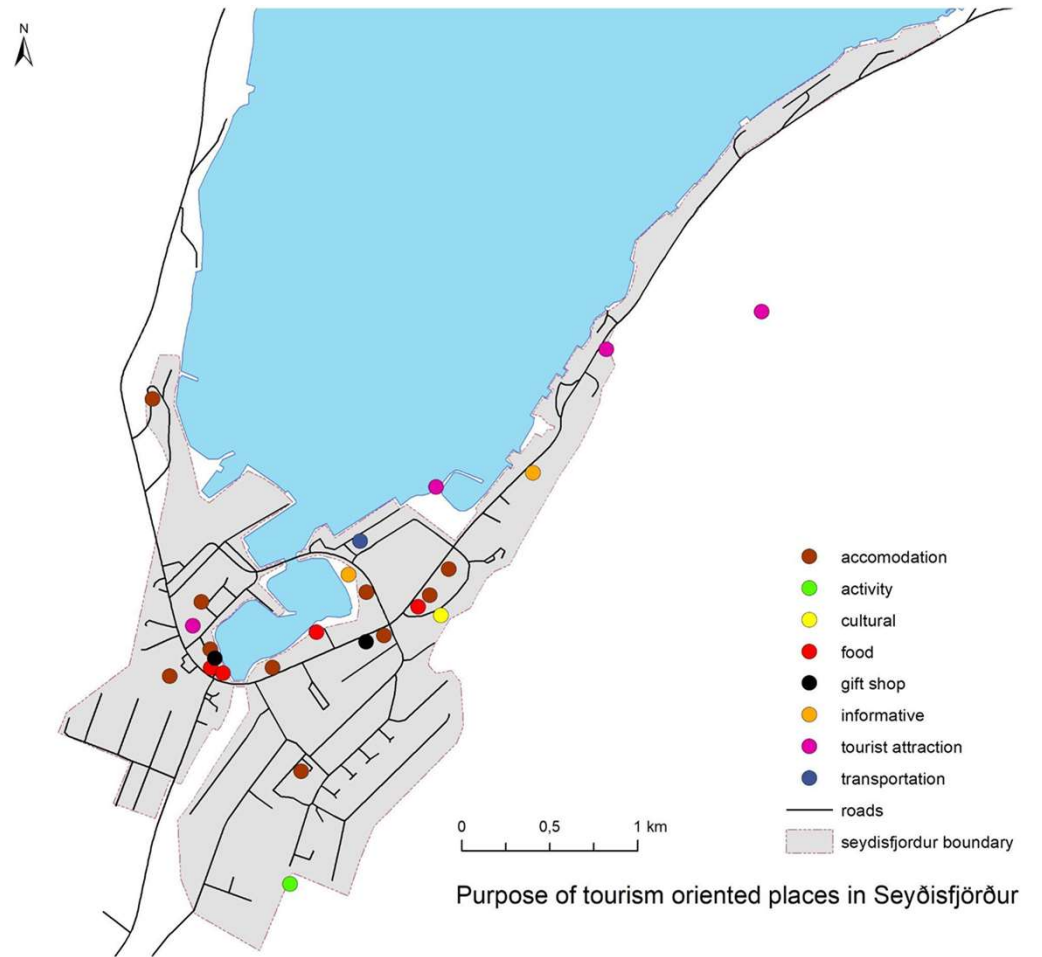 N
accomodation
activity
cultural
food
gift shop
informative
tourist attraction
transportation
roads
seydisfjordur boundary
0 0,5 1 km
Purpose of tourism oriented places in Seyðisfjörður